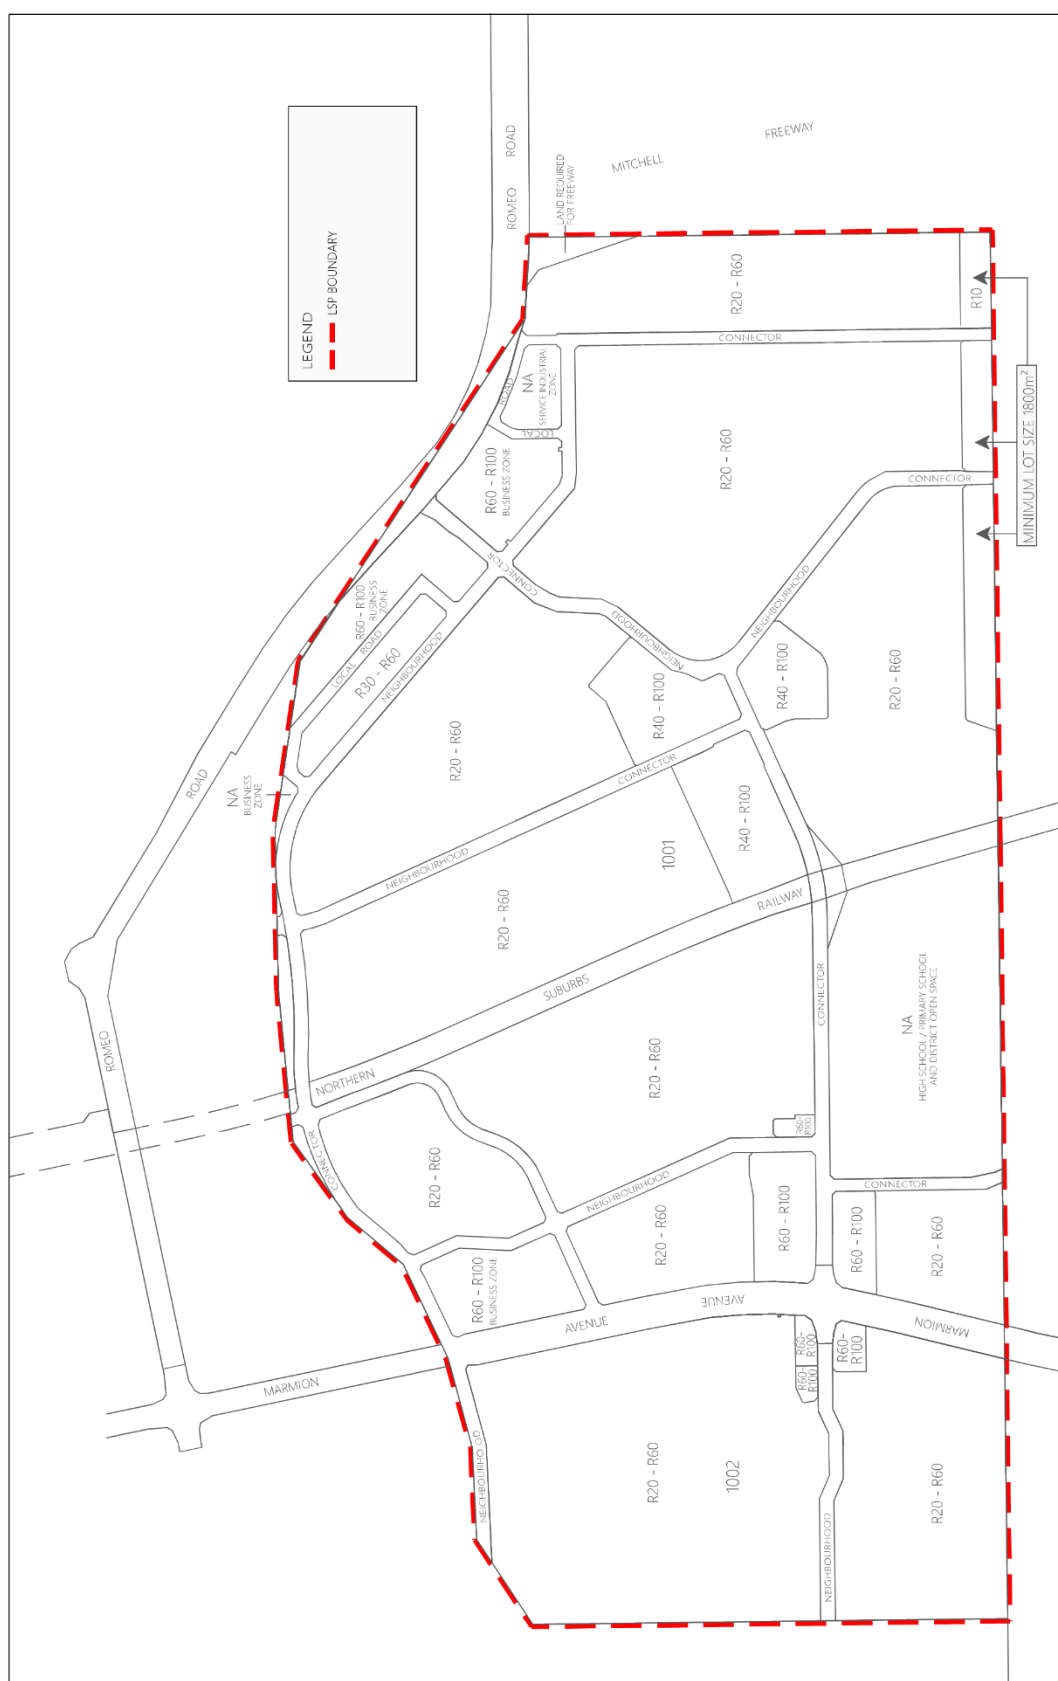 LEGEND
LSP BOUNDARY
ROMEO ROAD
MITCHELL FREEWAY
LAND REQUIRED
FOR FREEWAY
R20 - R60
R10
CONNECTOR
MINIMUM LOT SIZE 1800m²
ROAD
NA
SERVICE INDUSTRIAL
ZONE
LOCAL
R60 - R100
BUSINESS ZONE
R20 - R60
CONNECTOR
CONNECTOR
R60 - R100
BUSINESS
ZONE
LOCAL ROAD
R30 - R60
NEIGHBOURHOOD
NEIGHBOURHOOD
NEIGHBOURHOOD
R40 - R100
R40 - R100
R20 - R60
R20 - R60
ROAD
NA
BUSINESS
ZONE
NEIGHBOURHOOD CONNECTOR
R40 - R100
1001
R20 - R60
ROMEO
NORTHERN SUBURBS RAILWAY
CONNECTOR
NA
HIGH SCHOOL / PRIMARY SCHOOL
AND DISTRICT OPEN SPACE
R20 - R60
R60-
R100
CONNECTOR
R20 - R60
NEIGHBOURHOOD
CONNECTOR
R20 - R60
R60 - R100
R60 - R100
R20 - R60
R60 - R100
BUSINESS ZONE
AVENUE
AVENUE
MARMION
MARMION
R60-
R100
R60-
R100
R60-
R100
NEIGHBOURHO OD
R20 - R60
1002
NEIGHBOURHOOD
R20 - R60